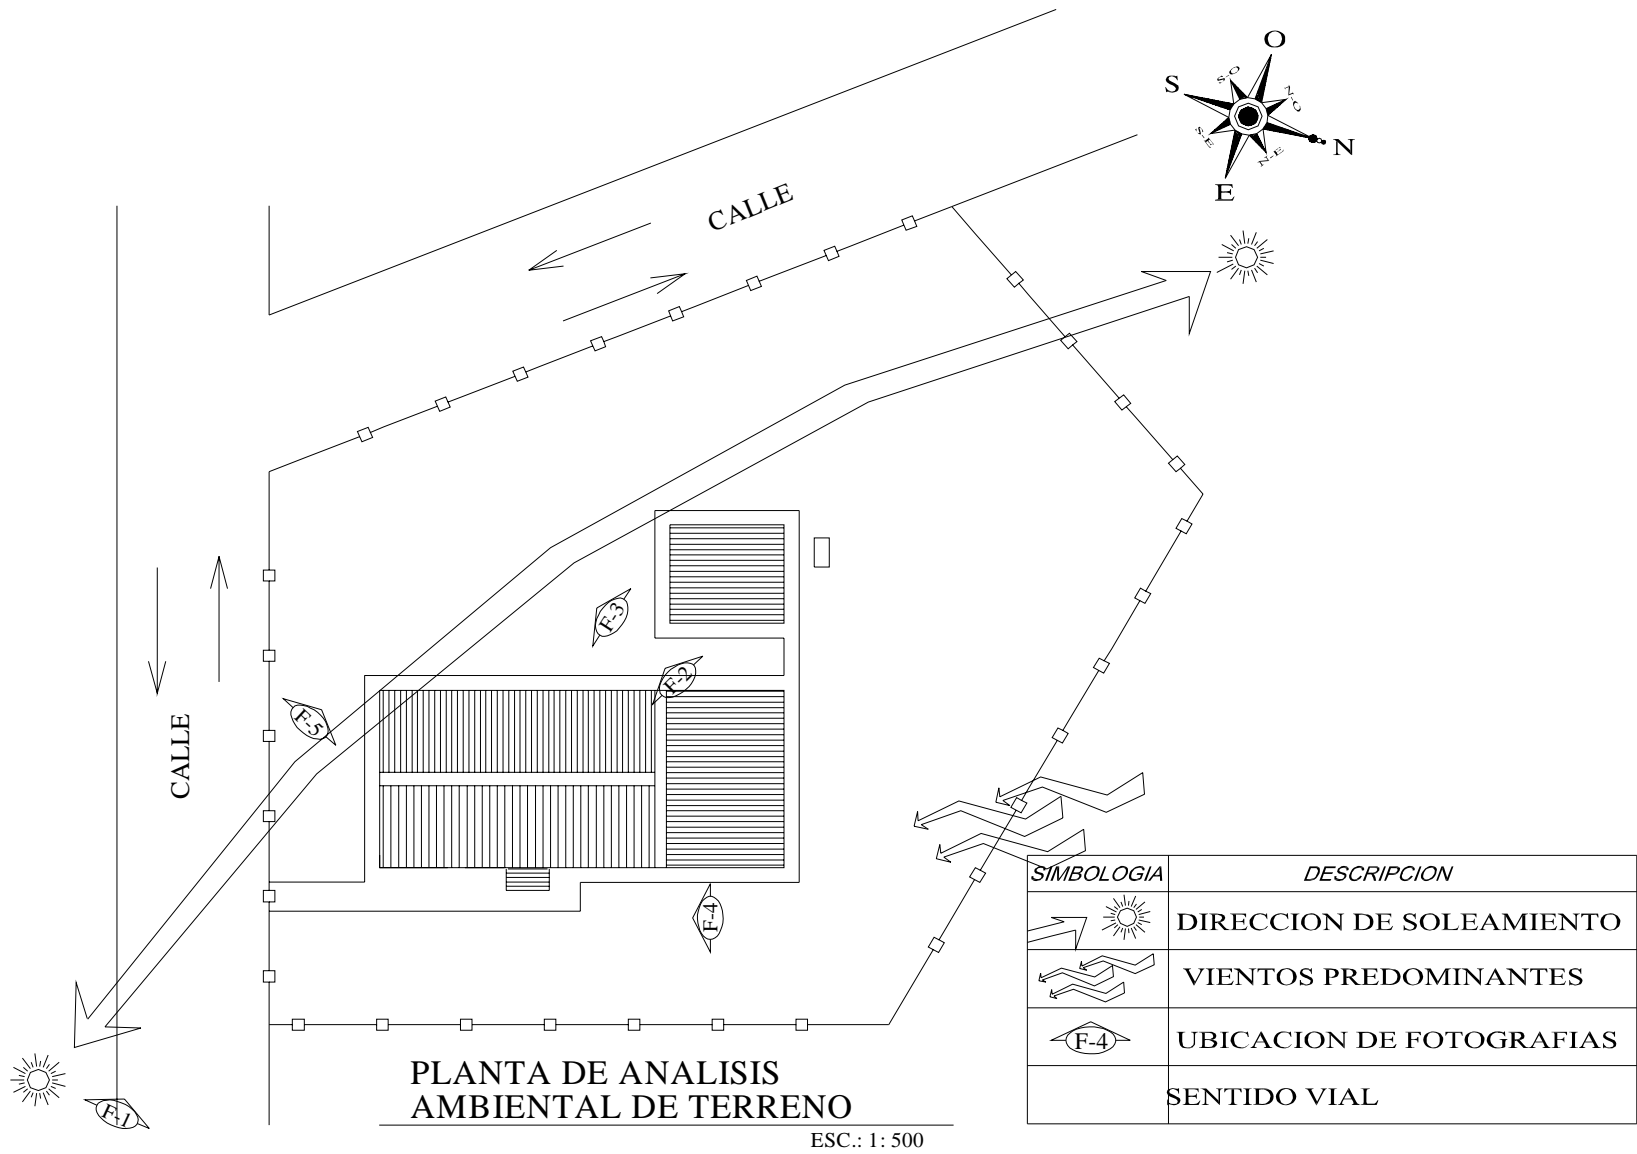 O
S
S-O
N-O
S-E
N-E
N
E
CALLE
CALLE
F-3
F-2
F-5
F-4
F-1
SIMBOLOGIA DESCRIPCION
DIRECCION DE SOLEAMIENTO
VIENTOS PREDOMINANTES
F-4 UBICACION DE FOTOGRAFIAS
SENTIDO VIAL
PLANTA DE ANALISIS
AMBIENTAL DE TERRENO
ESC.: 1: 500